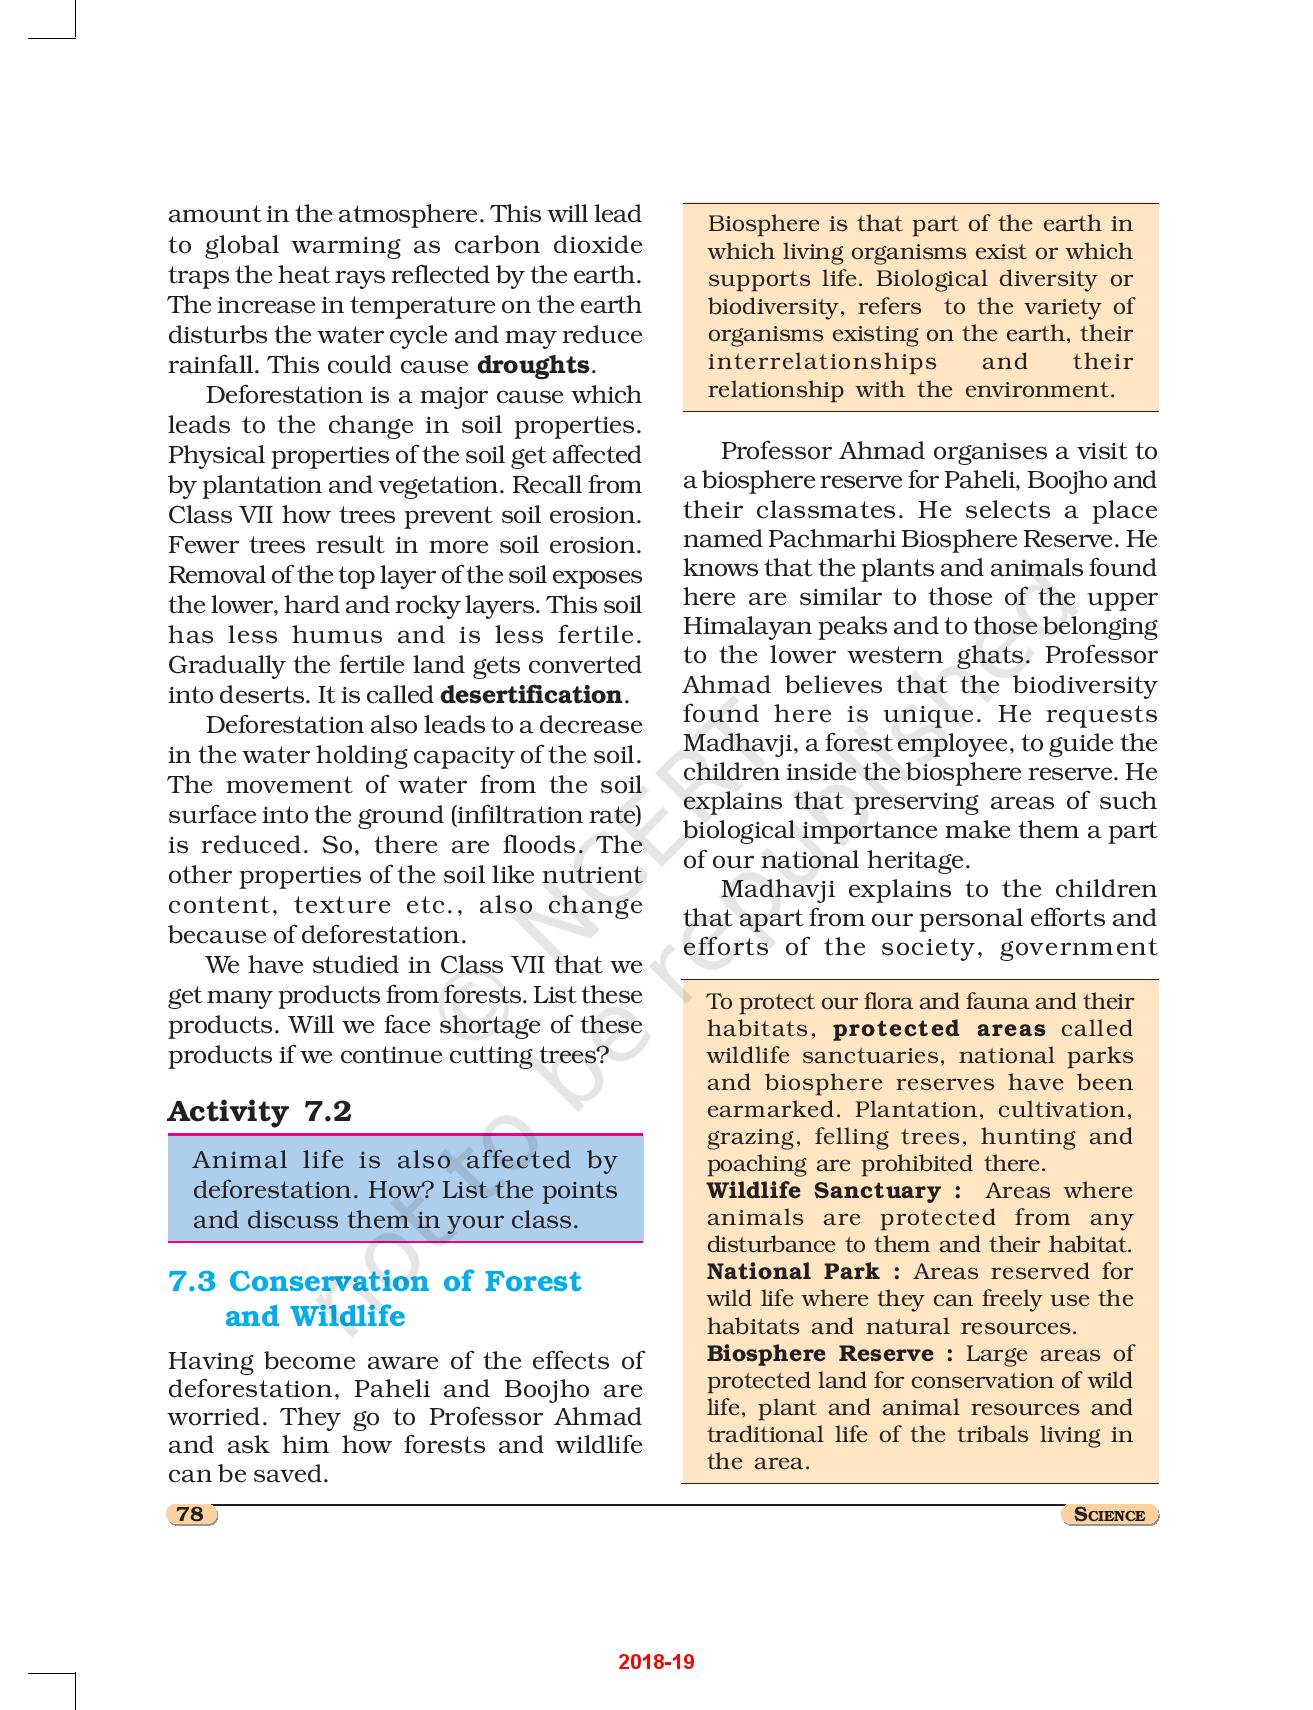 amount in the atmosphere. This will lead
to global warming as carbon dioxide
traps the heat rays reflected by the earth.
The increase in temperature on the earth
disturbs the water cycle and may reduce
rainfall. This could cause droughts.
Deforestation is a major cause which
leads to the change in soil properties.
Physical properties of the soil get affected
by plantation and vegetation. Recall from
Class VII how trees prevent soil erosion.
Fewer trees result in more soil erosion.
Removal of the top layer of the soil exposes
the lower, hard and rocky layers. This soil
has less humus and is less fertile.
Gradually the fertile land gets converted
into deserts. It is called desertification.
Deforestation also leads to a decrease
in the water holding capacity of the soil.
The movement of water from the soil
surface into the ground (infiltration rate)
is reduced. So, there are floods. The
other properties of the soil like nutrient
content, texture etc., also change
because of deforestation.
We have studied in Class VII that we
get many products from forests. List these
products. Will we face shortage of these
products if we continue cutting trees?
Activity 7.2
Animal life is also affected by
deforestation. How? List the points
and discuss them in your class.
7.3 Conservation of Forest
and Wildlife
Having become aware of the effects of
deforestation, Paheli and Boojho are
worried. They go to Professor Ahmad
and ask him how forests and wildlife
can be saved.
Biosphere is that part of the earth in
which living organisms exist or which
supports life. Biological diversity or
biodiversity, refers to the variety of
organisms existing on the earth, their
interrelationships and their
relationship with the environment.
Professor Ahmad organises a visit to
a biosphere reserve for Paheli, Boojho and
their classmates. He selects a place
named Pachmarhi Biosphere Reserve. He
knows that the plants and animals found
here are similar to those of the upper
Himalayan peaks and to those belonging
to the lower western ghats. Professor
Ahmad believes that the biodiversity
found here is unique. He requests
Madhavji, a forest employee, to guide the
children inside the biosphere reserve. He
explains that preserving areas of such
biological importance make them a part
of our national heritage.
Madhavji explains to the children
that apart from our personal efforts and
efforts of the society, government
To protect our flora and fauna and their
habitats, protected areas called
wildlife sanctuaries, national parks
and biosphere reserves have been
earmarked. Plantation, cultivation,
grazing, felling trees, hunting and
poaching are prohibited there.
Wildlife Sanctuary : Areas where
animals are protected from any
disturbance to them and their habitat.
National Park : Areas reserved for
wild life where they can freely use the
habitats and natural resources.
Biosphere Reserve : Large areas of
protected land for conservation of wild
life, plant and animal resources and
traditional life of the tribals living in
the area.
© NCERT
not to be republished
78
SCIENCE
2018-19